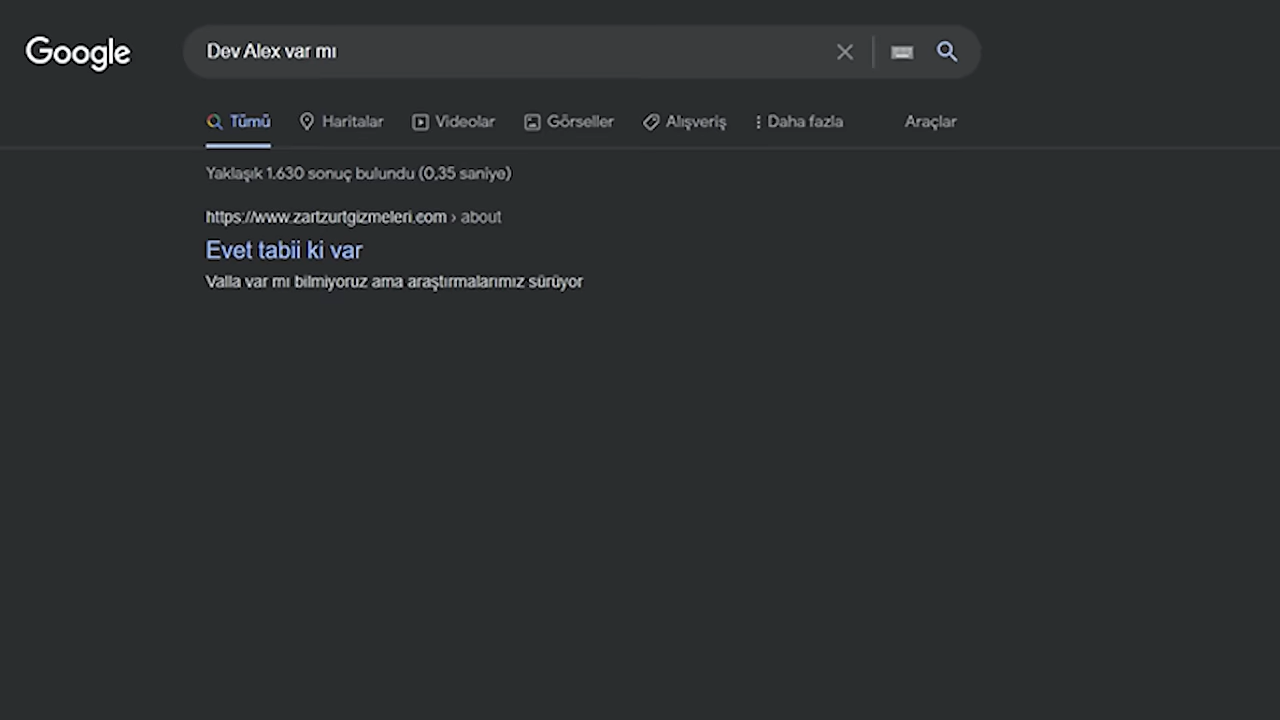 Google
Dev Alex var mı
Tümü Haritalar Videolar Görseller Alışveriş Daha fazla Araçlar
Yaklaşık 1.630 sonuç bulundu (0,35 saniye)
https://www.zartzurtgizmeleri.com › about
Evet tabii ki var
Valla var mı bilmiyoruz ama araştırmalarımız sürüyor